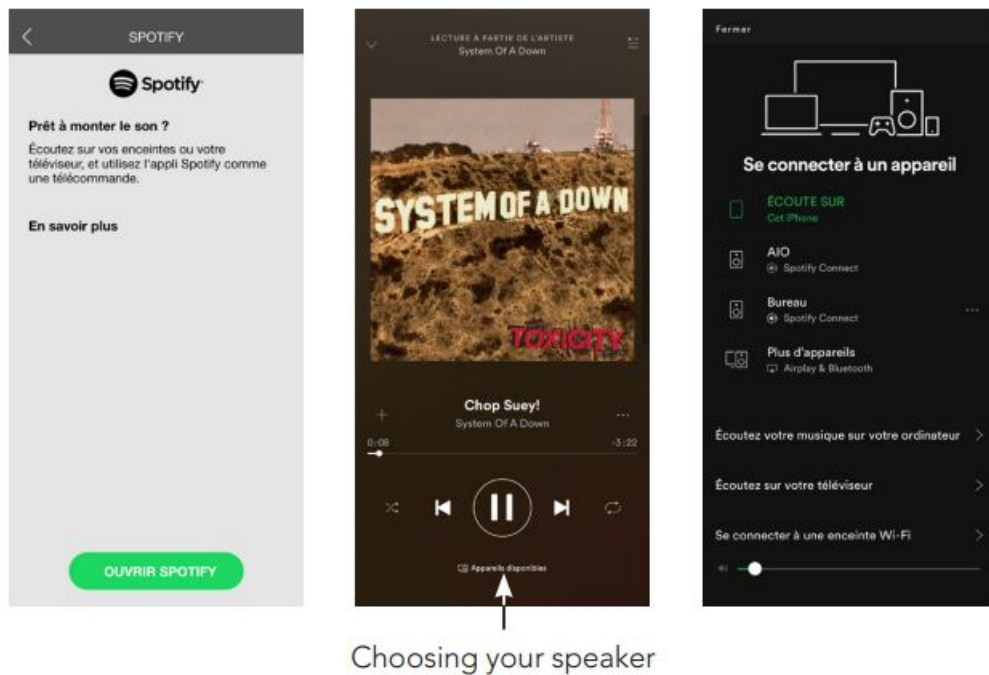 SPOTIFY
Spotify
Prêt à monter le son ?
Écoutez sur vos enceintes ou votre
téléviseur, et utilisez l'appli Spotify comme
une télécommande.
En savoir plus
OUVRIR SPOTIFY
LECTURE À PARTIR DE L'ARTISTE
System Of A Down
SYSTEM OF A DOWN
TOXICITY
Chop Suey!
System Of A Down
0:08
-3:22
Appareils disponibles
Fermer
Se connecter à un appareil
ÉCOUTE SUR
Cet iPhone
AIO
Spotify Connect
Bureau
Spotify Connect
Plus d'appareils
Airplay & Bluetooth
Écoutez votre musique sur votre ordinateur
Écoutez sur votre téléviseur
Se connecter à une enceinte Wi-Fi
Choosing your speaker